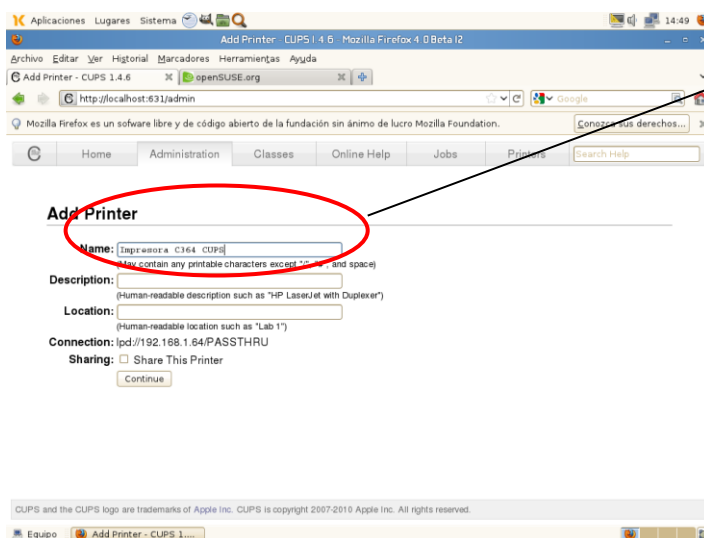 Aplicaciones Lugares Sistema 14:49
Add Printer - CUPS 1.4.6 - Mozilla Firefox 4.0 Beta 12
Archivo Editar Ver Historial Marcadores Herramientas Ayuda
Add Printer - CUPS 1.4.6 openSUSE.org
http://localhost:631/admin Google
Mozilla Firefox es un sofware libre y de código abierto de la fundación sin ánimo de lucro Mozilla Foundation. Conozca sus derechos...
Home Administration Classes Online Help Jobs Printers Search Help
Add Printer
Name: Impresora C364 CUPS
(May contain any printable characters except "/", and space)
Description:
(Human-readable description such as "HP LaserJet with Duplexer")
Location:
(Human-readable location such as "Lab 1")
Connection: lpd://192.168.1.64/PASSTHRU
Sharing: Share This Printer
Continue
CUPS and the CUPS logo are trademarks of Apple Inc. CUPS is copyright 2007-2010 Apple Inc. All rights reserved.
Equipo Add Printer - CUPS 1....